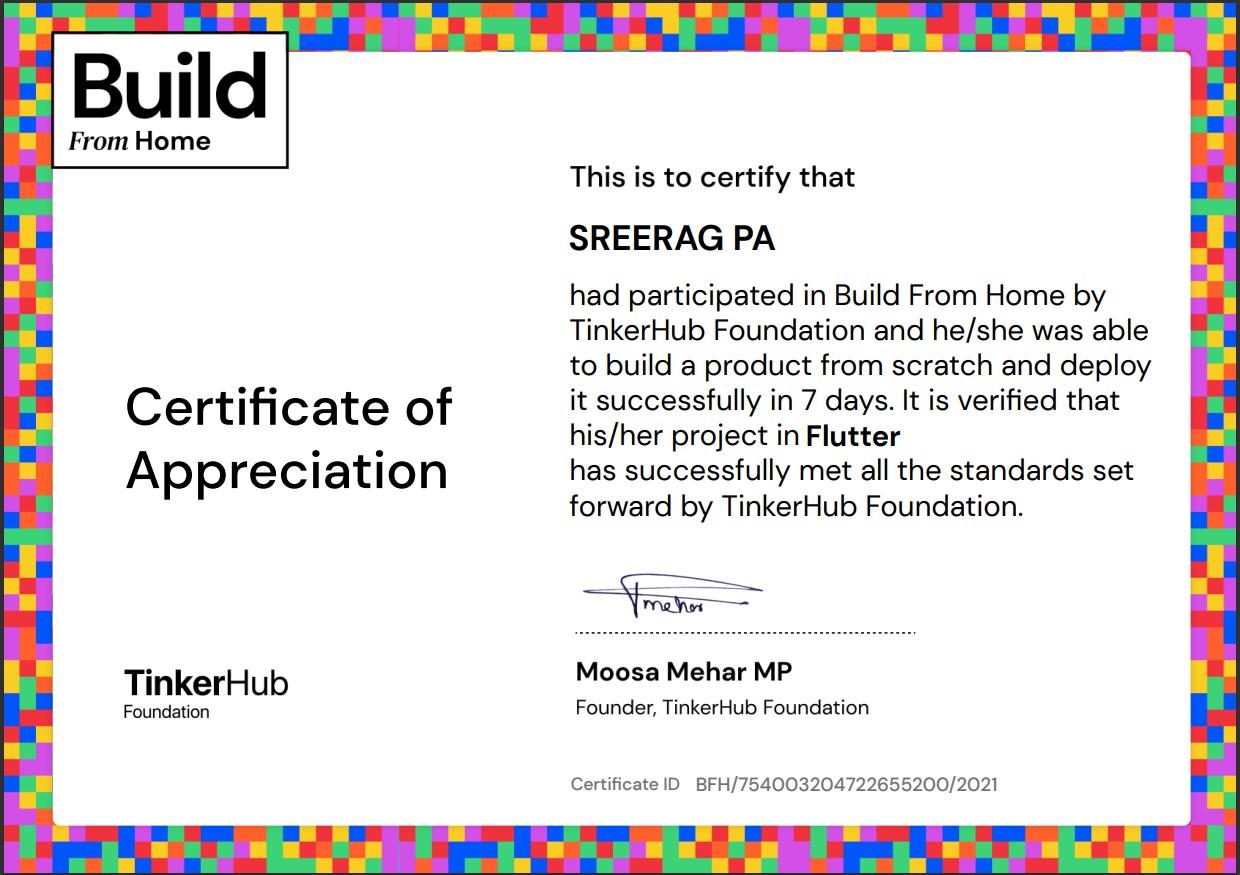 Build
From Home
This is to certify that
SREERAG PA
had participated in Build From Home by
TinkerHub Foundation and he/she was able
to build a product from scratch and deploy
it successfully in 7 days. It is verified that
his/her project in Flutter
has successfully met all the standards set
forward by TinkerHub Foundation.
Certificate of
Appreciation
mehar
Moosa Mehar MP
Founder, TinkerHub Foundation
TinkerHub
Foundation
Certificate ID BFH/754003204722655200/2021